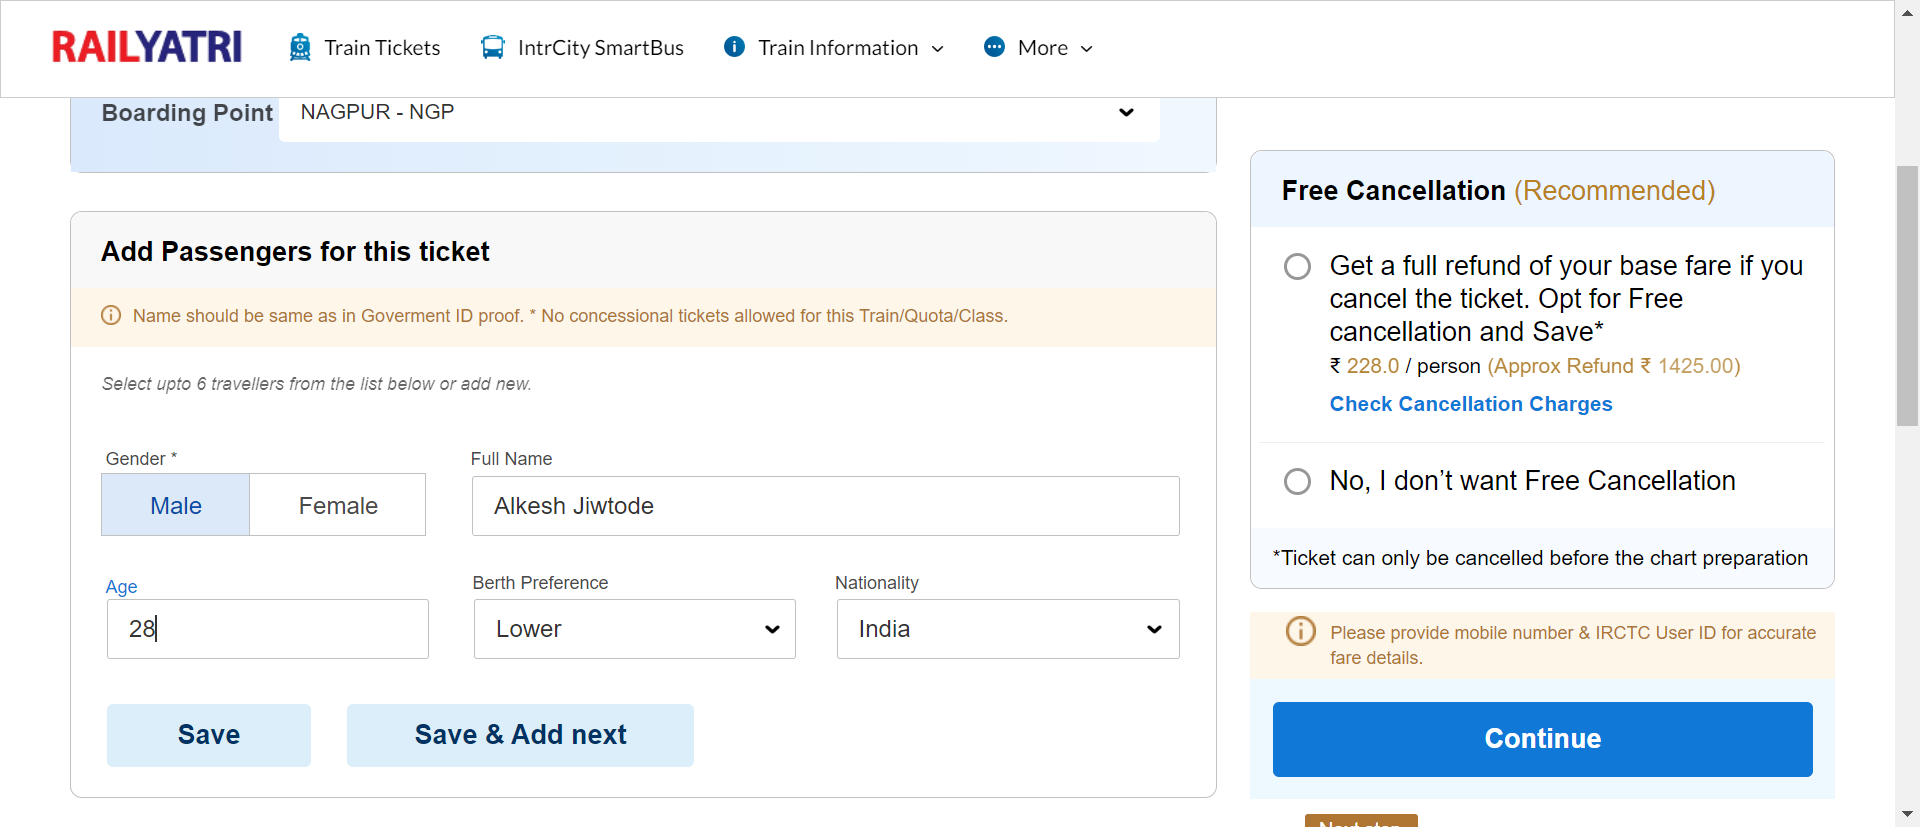 RAILYATRI
Train Tickets
IntrCity SmartBus
Train Information
More
Boarding Point
NAGPUR - NGP
Add Passengers for this ticket
Name should be same as in Goverment ID proof. * No concessional tickets allowed for this Train/Quota/Class.
Select upto 6 travellers from the list below or add new.
Gender *
Male
Female
Full Name
Alkesh Jiwtode
Age
28
Berth Preference
Lower
Nationality
India
Save
Save & Add next
Free Cancellation (Recommended)
Get a full refund of your base fare if you
cancel the ticket. Opt for Free
cancellation and Save*
₹ 228.0 / person (Approx Refund ₹ 1425.00)
Check Cancellation Charges
No, I don’t want Free Cancellation
*Ticket can only be cancelled before the chart preparation
Please provide mobile number & IRCTC User ID for accurate
fare details.
Continue
Next step